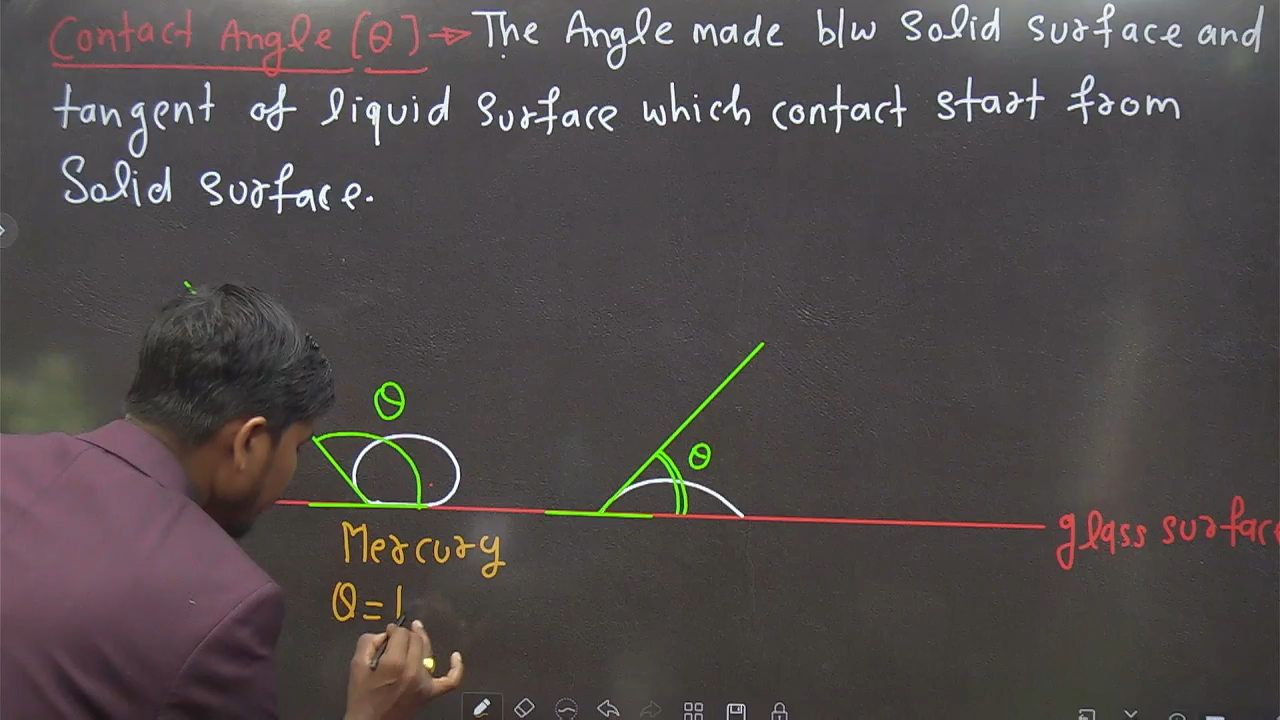 Contact Angle [θ] → The Angle made b/w solid surface and
tangent of liquid surface which contact start from
Solid surface.
θ
θ
glass surface
Mercury
θ = 1